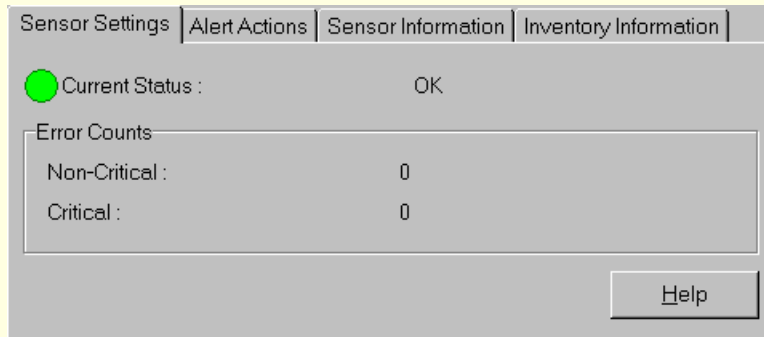 Sensor Settings Alert Actions Sensor Information Inventory Information
Current Status : OK
Error Counts
Non-Critical : 0
Critical : 0
Help